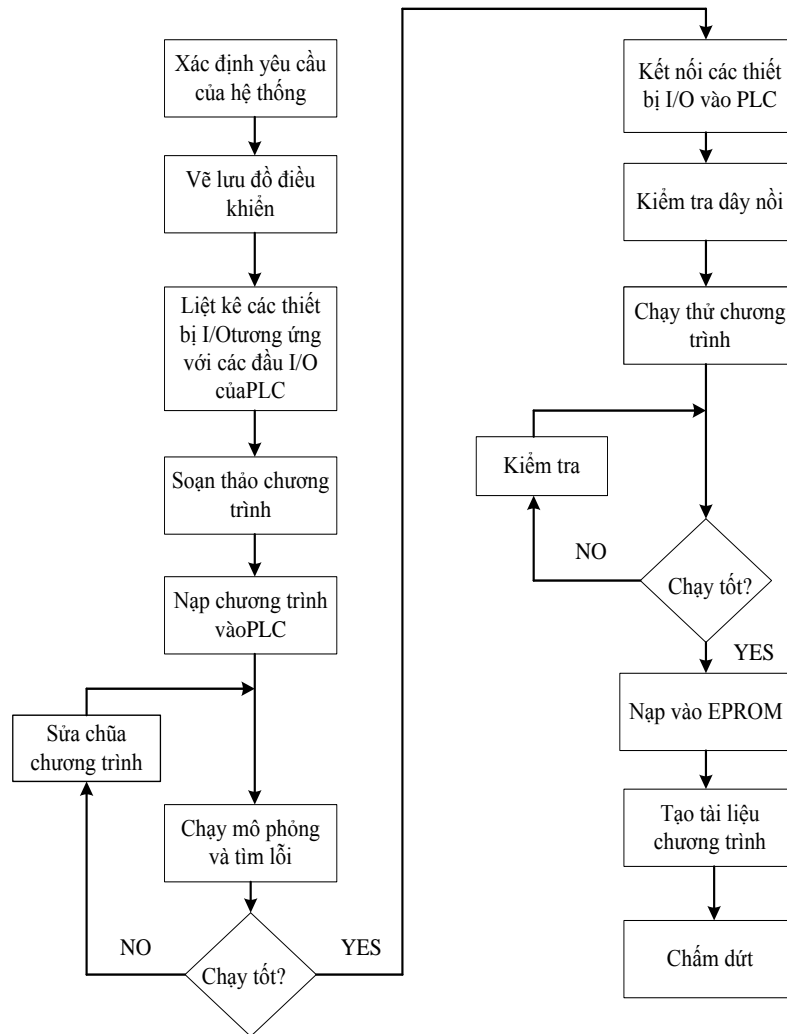 Xác định yêu cầu
của hệ thống
Vẽ lưu đồ điều
khiển
Liệt kê các thiết
bị I/Otương ứng
với các đầu I/O
củaPLC
Soạn thảo chương
trình
Nạp chương trình
vàoPLC
Sửa chũa
chương trình
Chạy mô phỏng
và tìm lỗi
NO
YES
Chạy tốt?
Kết nối các thiết
bị I/O vào PLC
Kiểm tra dây nồi
Chạy thử chương
trình
Kiểm tra
NO
Chạy tốt?
YES
Nạp vào EPROM
Tạo tài liệu
chương trình
Chấm dứt